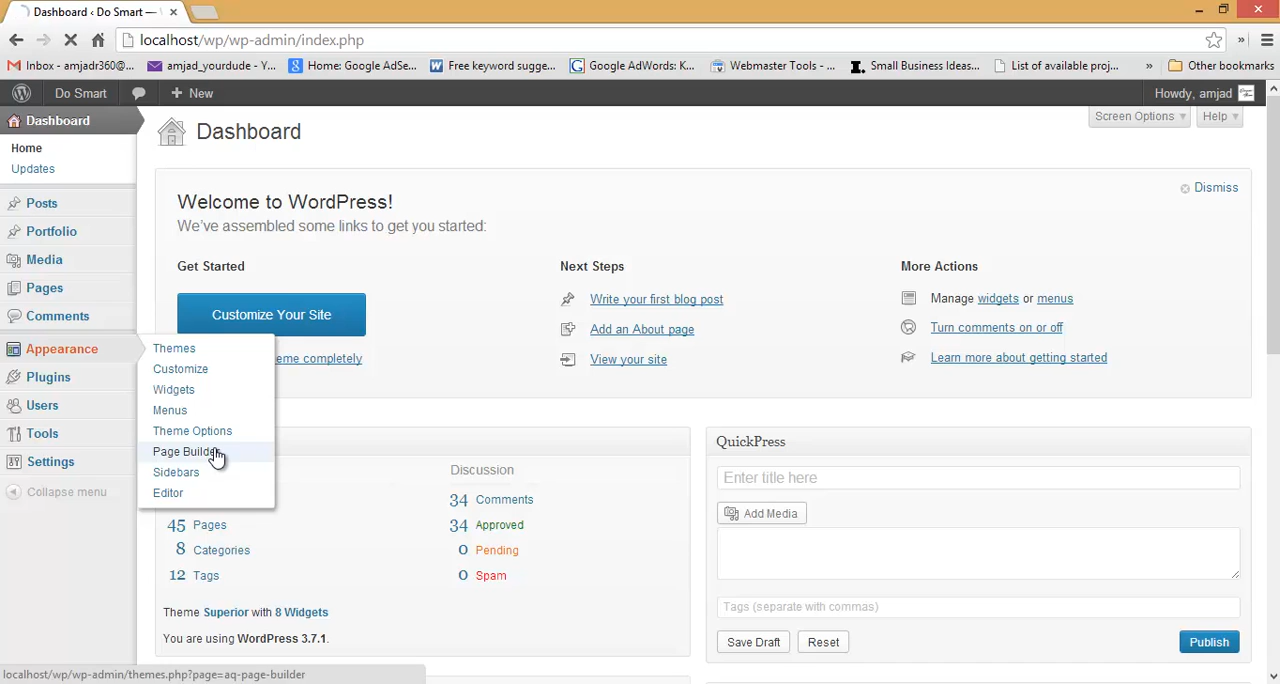 Dashboard ‹ Do Smart —
localhost/wp/wp-admin/index.php
Inbox - amjadr360@... amjad_yourdude - Y... Home: Google AdSe... Free keyword sugge... Google AdWords: K... Webmaster Tools - ... Small Business Ideas... List of available proj... » Other bookmarks
Do Smart + New Howdy, amjad
Dashboard
Home
Updates
Posts
Portfolio
Media
Pages
Comments
Appearance
Plugins
Users
Tools
Settings
Collapse menu
Themes
Customize
Widgets
Menus
Theme Options
Page Builder
Sidebars
Editor
Dashboard
Screen Options
Help
Welcome to WordPress!
Dismiss
We've assembled some links to get you started:
Get Started
Customize Your Site
eme completely
Next Steps
Write your first blog post
Add an About page
View your site
More Actions
Manage widgets or menus
Turn comments on or off
Learn more about getting started
Discussion
34 Comments
45 Pages
34 Approved
8 Categories
0 Pending
12 Tags
0 Spam
Theme Superior with 8 Widgets
You are using WordPress 3.7.1.
QuickPress
Enter title here
Add Media
Tags (separate with commas)
Save Draft
Reset
Publish
localhost/wp/wp-admin/themes.php?page=aq-page-builder